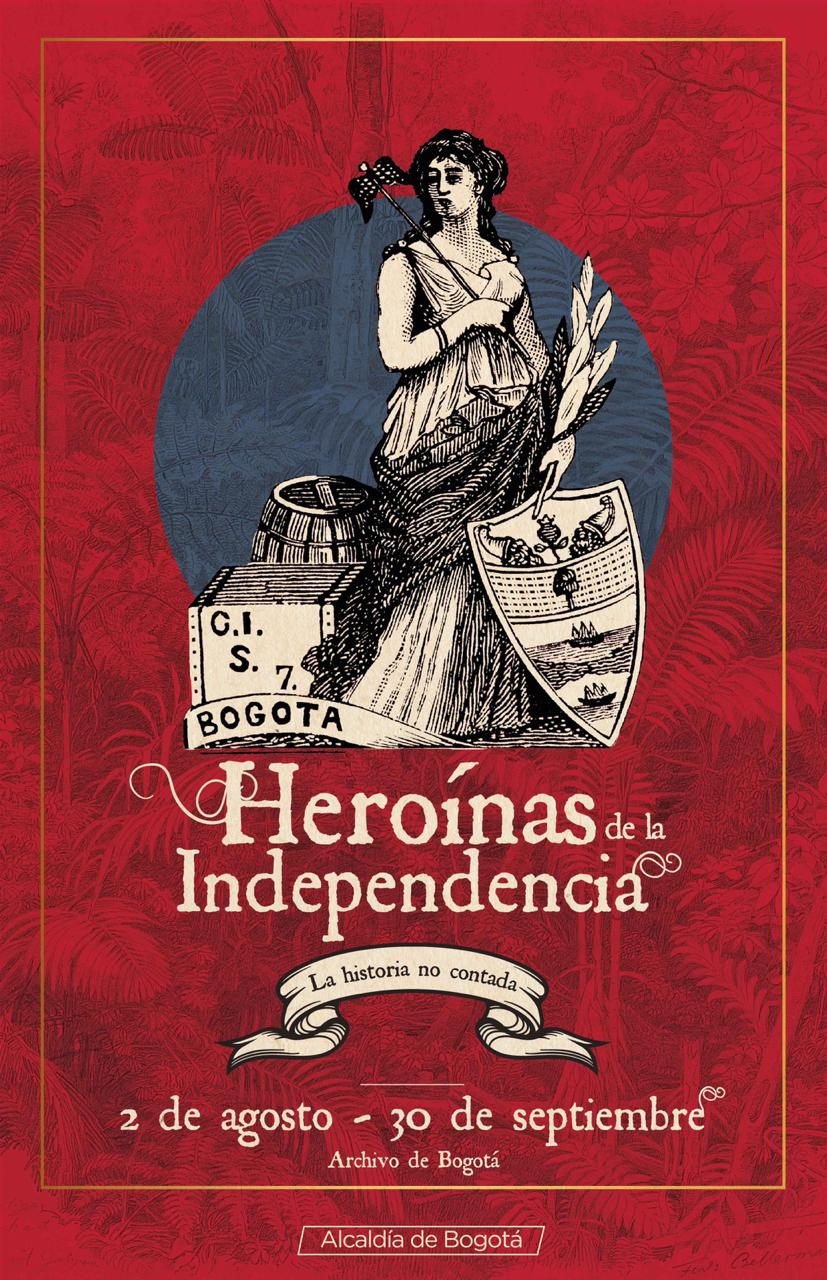 C.I.
S. 7.
BOGOTA
Heroínas de la
Independencia
La historia no contada
2 de agosto - 30 de septiembre
Archivo de Bogotá
Alcaldía de Bogotá